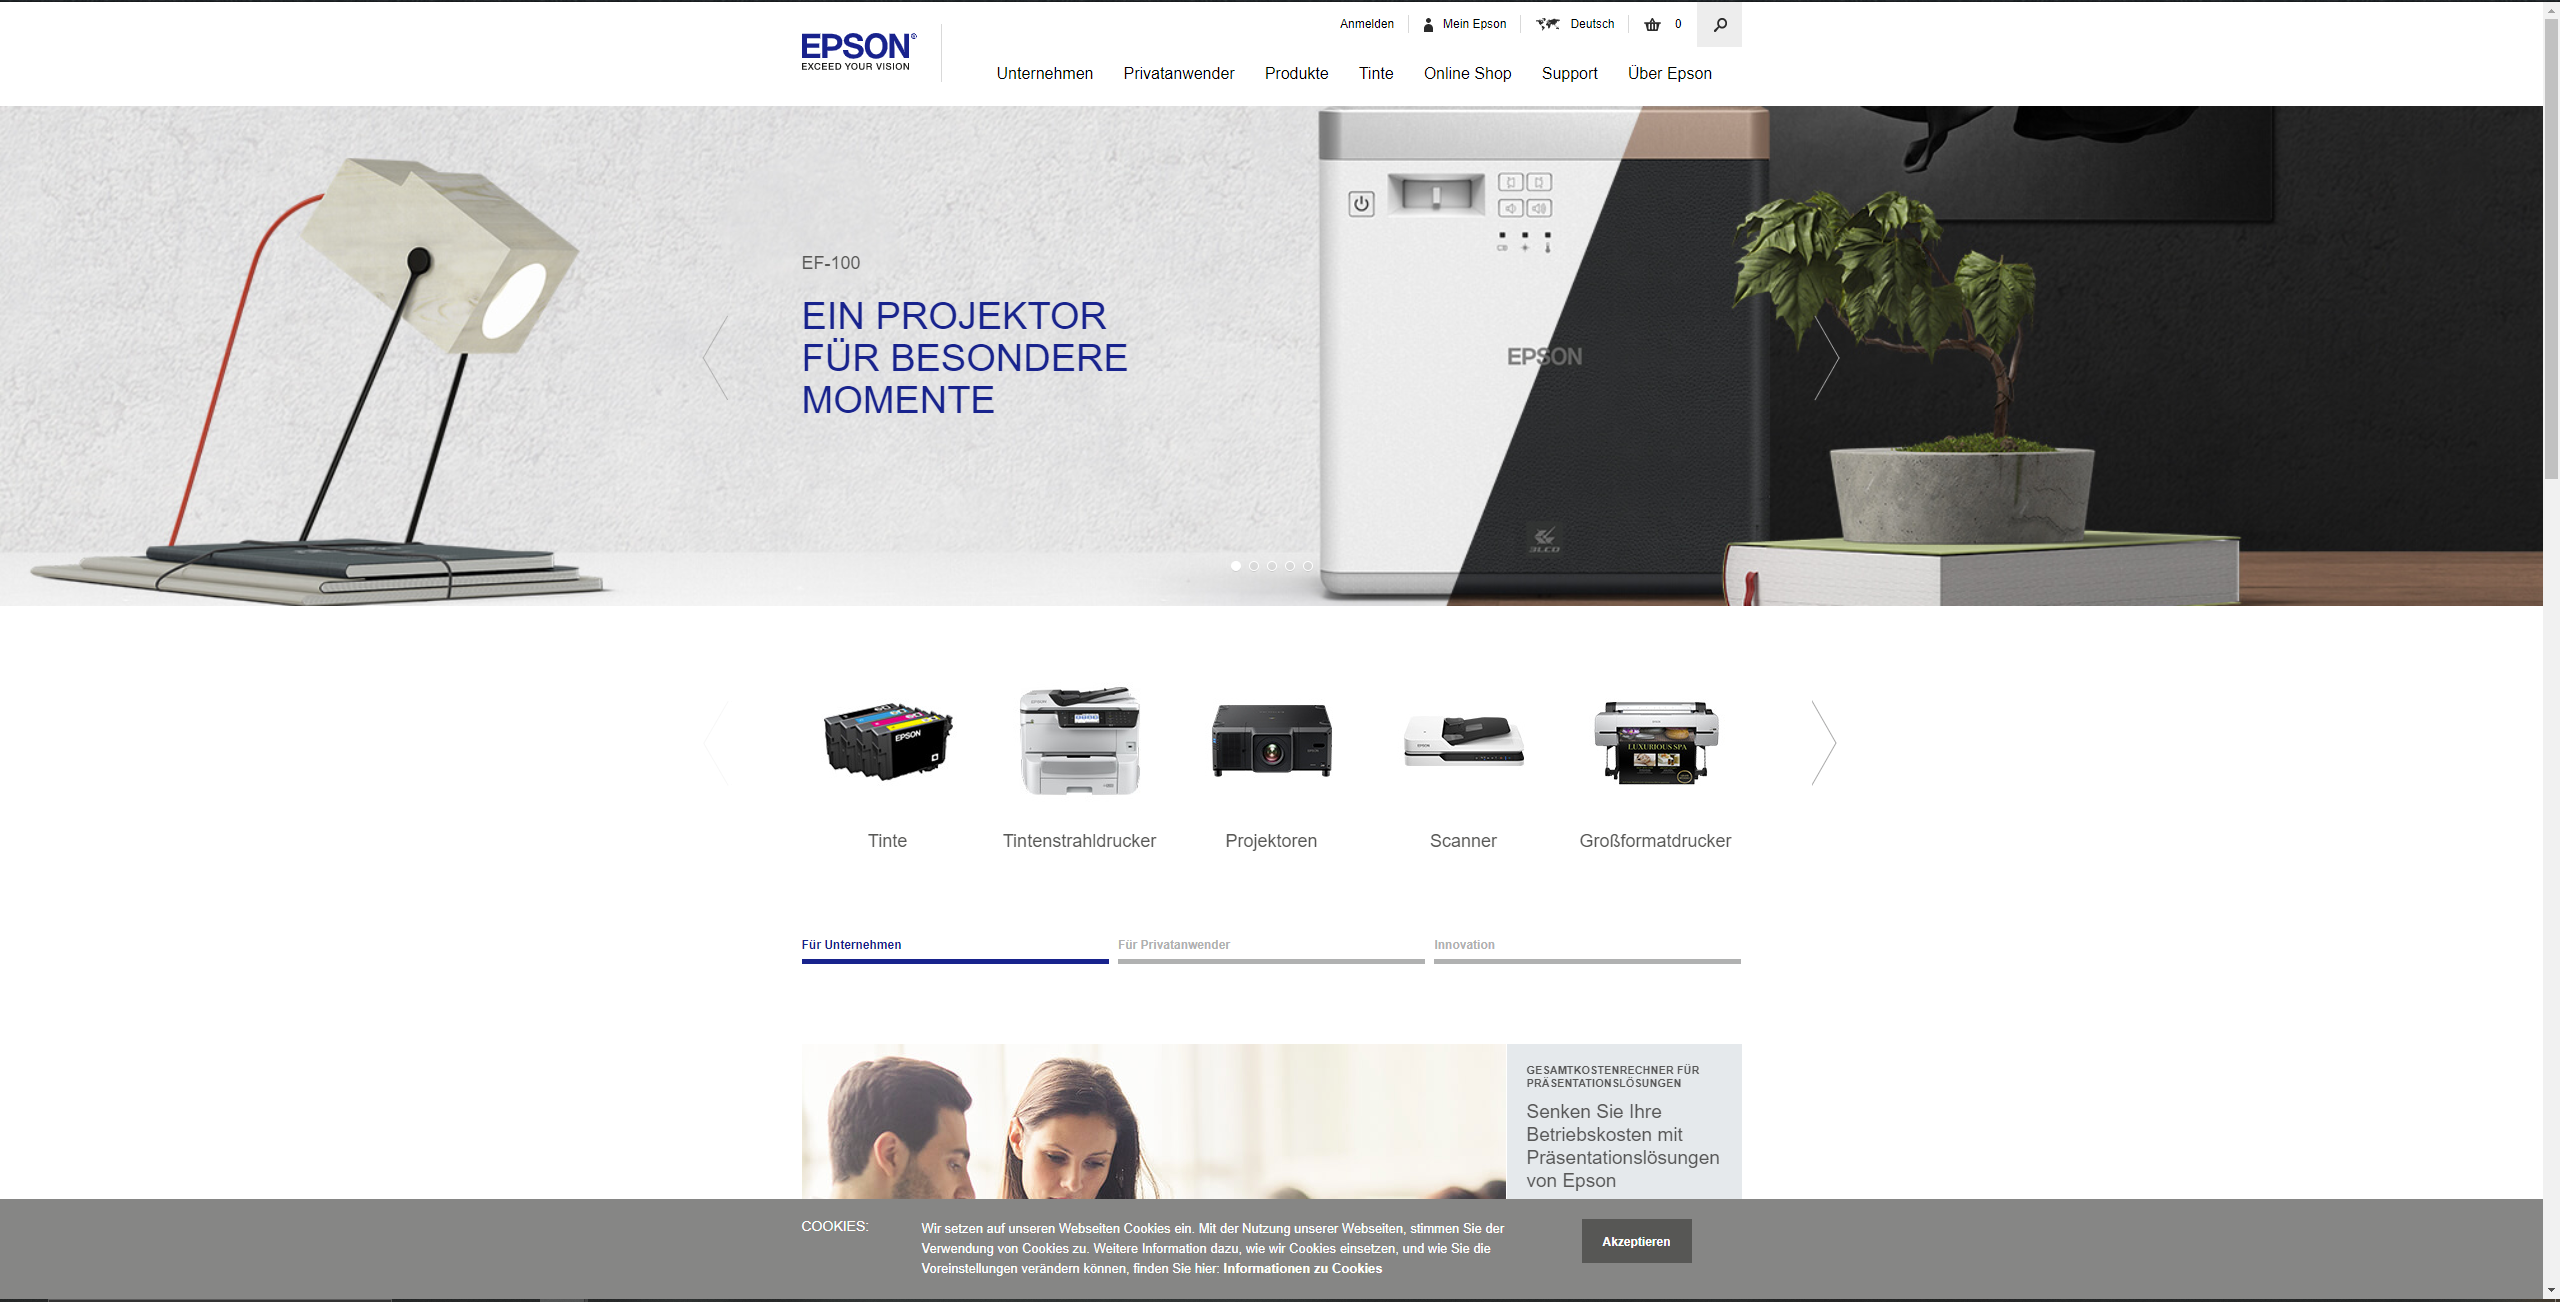 Anmelden
Mein Epson
Deutsch
0
EPSON®
EXCEED YOUR VISION
Unternehmen
Privatanwender
Produkte
Tinte
Online Shop
Support
Über Epson
EF-100
EIN PROJEKTOR
FÜR BESONDERE
MOMENTE
EPSON
3LCD
EPSON
LUXURIOUS SPA
Tinte
Tintenstrahldrucker
Projektoren
Scanner
Großformatdrucker
Für Unternehmen
Für Privatanwender
Innovation
GESAMTKOSTENRECHNER FÜR
PRÄSENTATIONSLÖSUNGEN
Senken Sie Ihre
Betriebskosten mit
Präsentationslösungen
von Epson
COOKIES:
Wir setzen auf unseren Webseiten Cookies ein. Mit der Nutzung unserer Webseiten, stimmen Sie der
Verwendung von Cookies zu. Weitere Information dazu, wie wir Cookies einsetzen, und wie Sie die
Voreinstellungen verändern können, finden Sie hier: Informationen zu Cookies
Akzeptieren